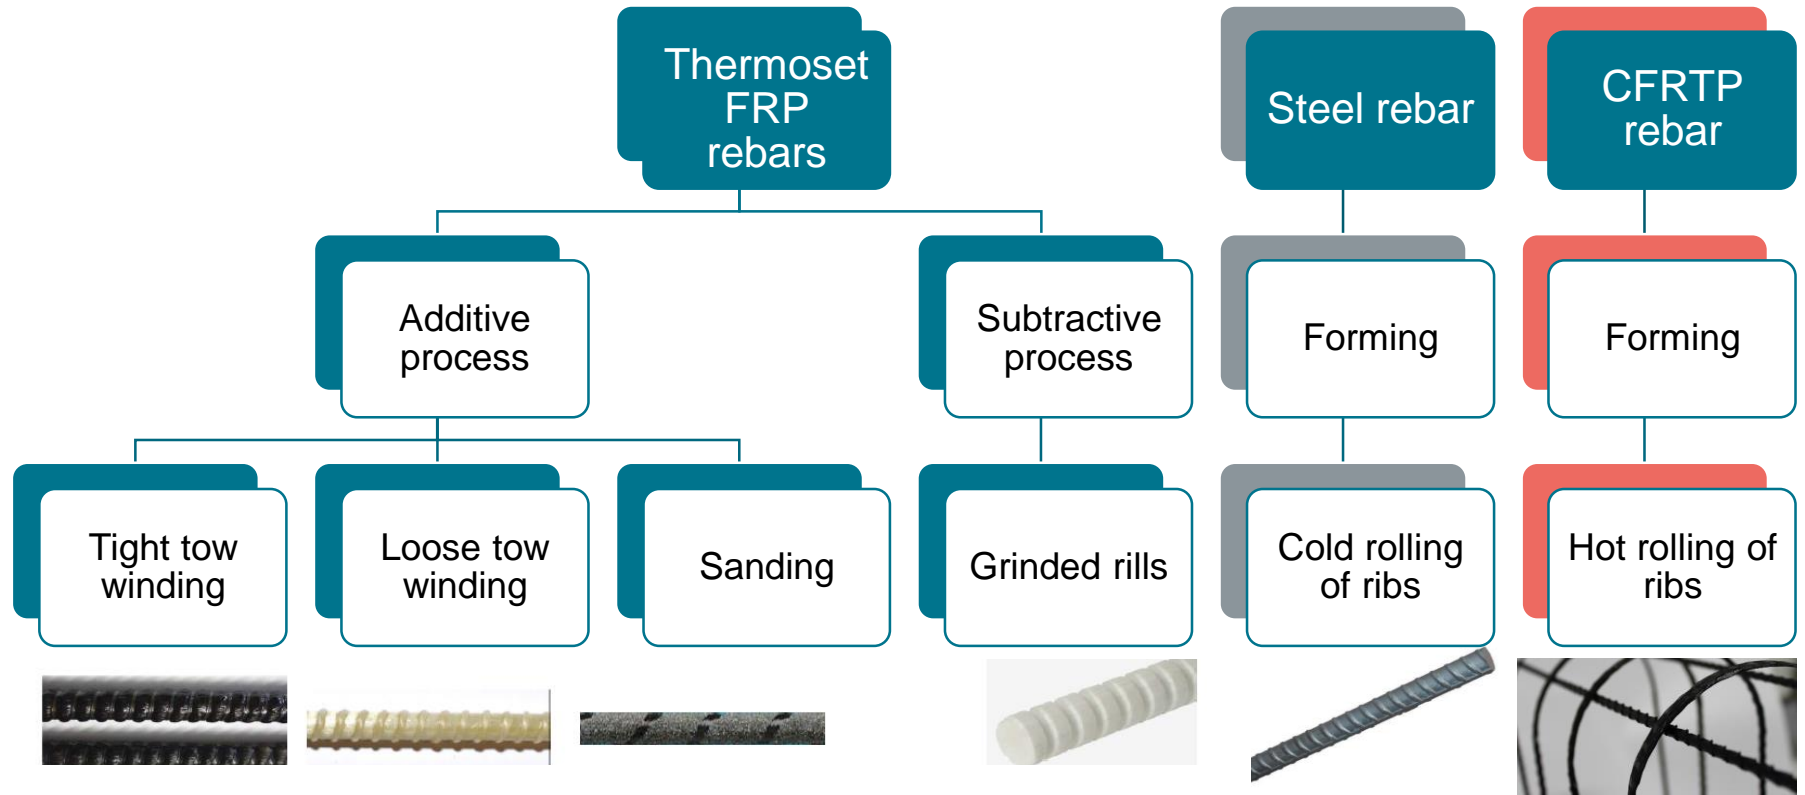 Thermoset
FRP
rebars
Steel rebar
CFRTP
rebar
Additive
process
Subtractive
process
Forming
Forming
Tight tow
winding
Loose tow
winding
Sanding
Grinded rills
Cold rolling
of ribs
Hot rolling of
ribs